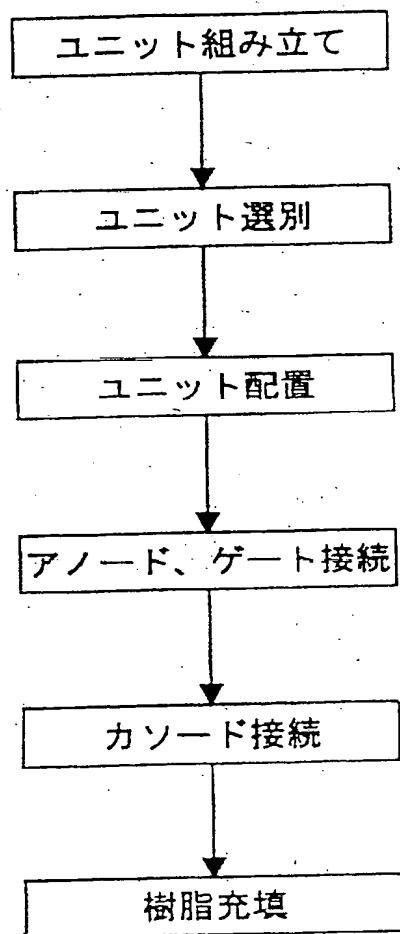 ユニット組み立て
ユニット選別
ユニット配置
アノード、ゲート接続
カソード接続
樹脂充填